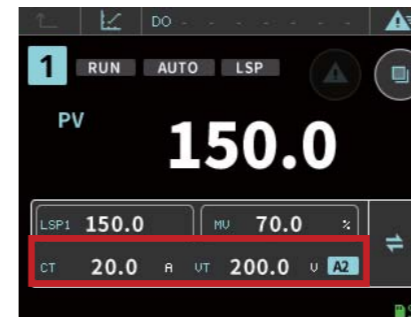 DO - - - - - - - -
1 RUN AUTO LSP
PV
150.0
LSP1 150.0 MV 70.0 %
CT 20.0 A VT 200.0 V A2